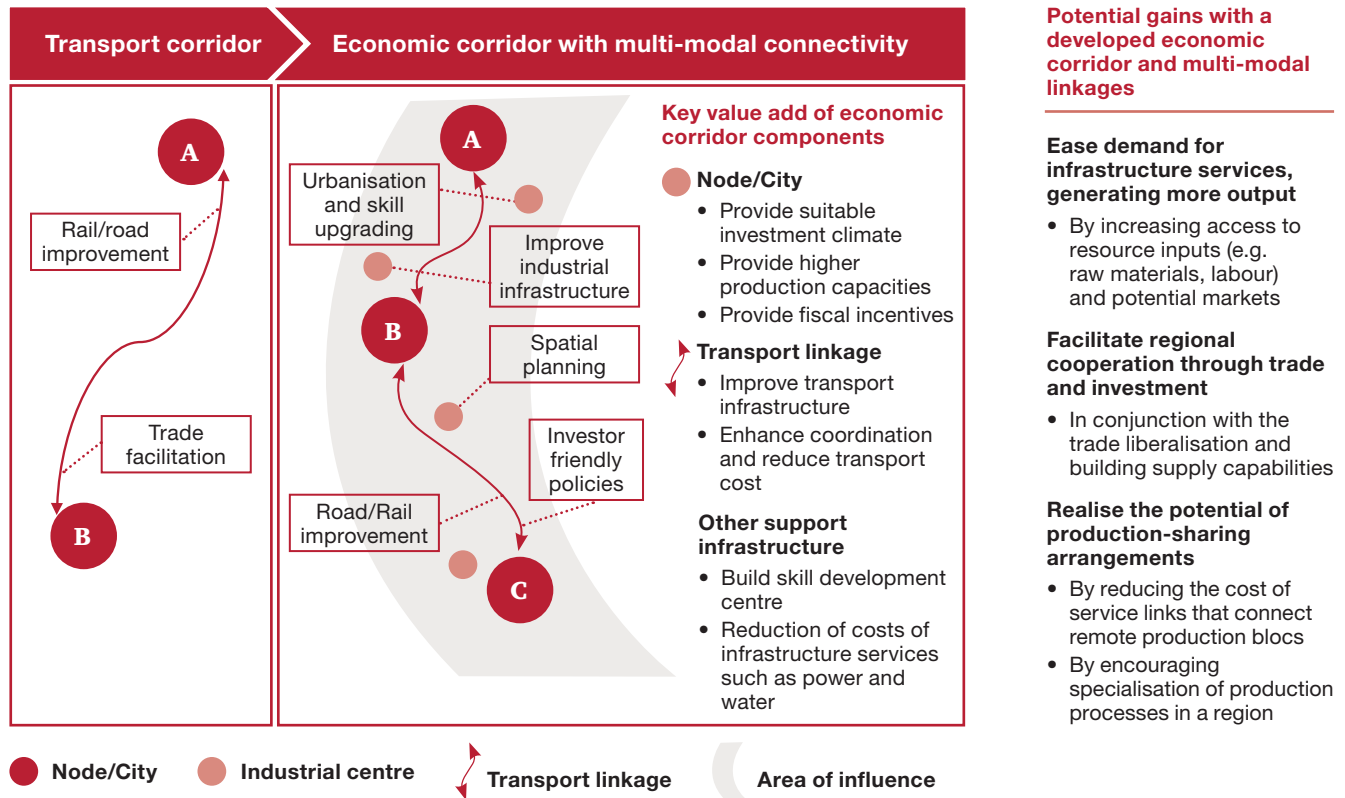 Transport corridor
Economic corridor with multi-modal connectivity
A
Rail/road
improvement
Trade
facilitation
B
A
Urbanisation
and skill
upgrading
Improve
industrial
infrastructure
B
Spatial
planning
Investor
friendly
policies
Road/Rail
improvement
C
Key value add of economic
corridor components
Node/City
• Provide suitable
investment climate
• Provide higher
production capacities
• Provide fiscal incentives
Transport linkage
• Improve transport
infrastructure
• Enhance coordination
and reduce transport
cost
Other support
infrastructure
• Build skill development
centre
• Reduction of costs of
infrastructure services
such as power and
water
Potential gains with a
developed economic
corridor and multi-modal
linkages
Ease demand for
infrastructure services,
generating more output
• By increasing access to
resource inputs (e.g.
raw materials, labour)
and potential markets
Facilitate regional
cooperation through trade
and investment
• In conjunction with the
trade liberalisation and
building supply capabilities
Realise the potential of
production-sharing
arrangements
• By reducing the cost of
service links that connect
remote production blocs
• By encouraging
specialisation of production
processes in a region
Node/City
Industrial centre
Transport linkage
Area of influence